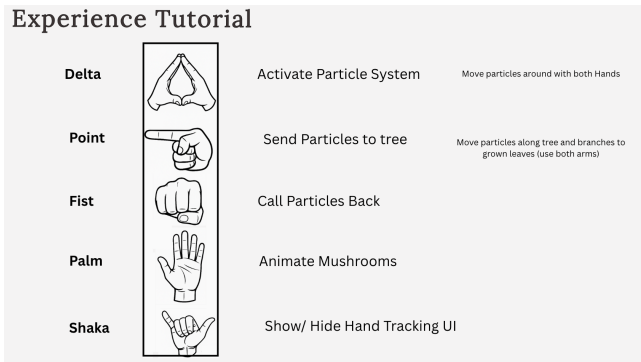 Experience Tutorial
Delta
Activate Particle System
Move particles around with both Hands
Point
Send Particles to tree
Move particles along tree and branches to
grown leaves (use both arms)
Fist
Call Particles Back
Palm
Animate Mushrooms
Shaka
Show/ Hide Hand Tracking UI